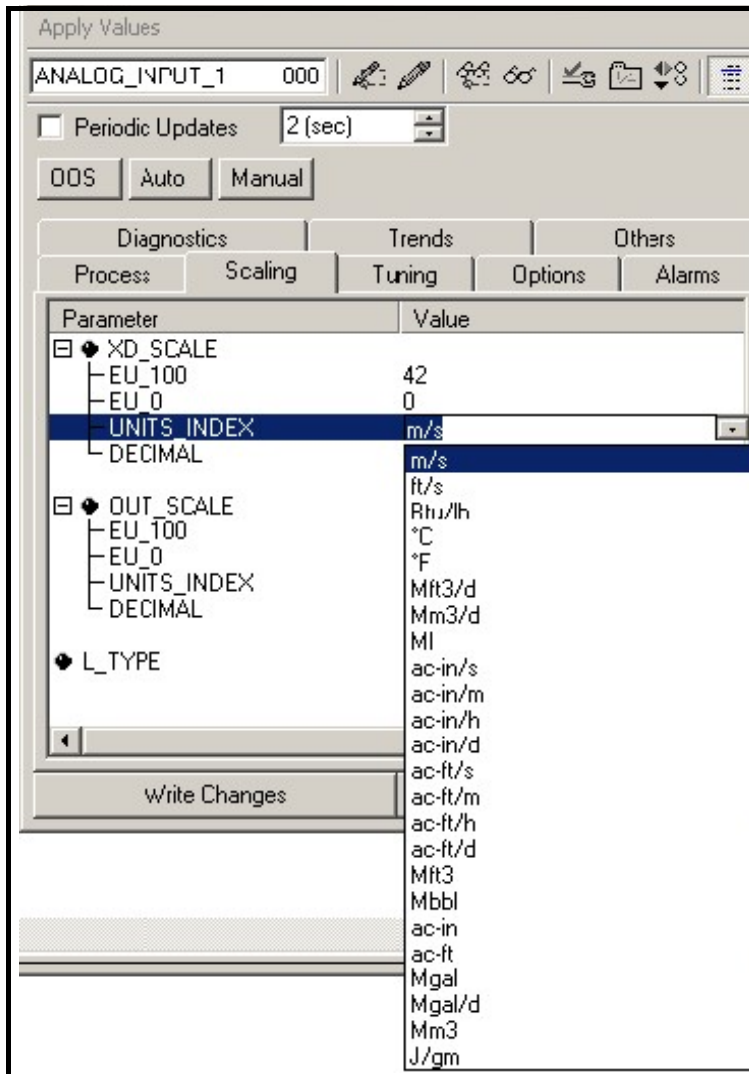 Apply Values
ANALOG_INPUT_1 000
Periodic Updates 2 (sec)
OOS Auto Manual
Diagnostics Trends Others
Process Scaling Tuning Options Alarms
Parameter Value
XD_SCALE
EU_100 42
EU_0 0
UNITS_INDEX m/s
DECIMAL
m/s
ft/s
Btu/lb
°C
°F
Mft3/d
Mm3/d
Ml
ac-in/s
ac-in/m
ac-in/h
ac-in/d
ac-ft/s
ac-ft/m
ac-ft/h
ac-ft/d
Mft3
Mbbl
ac-in
ac-ft
Mgal
Mgal/d
Mm3
J/gm
OUT_SCALE
EU_100
EU_0
UNITS_INDEX
DECIMAL
L_TYPE
Write Changes